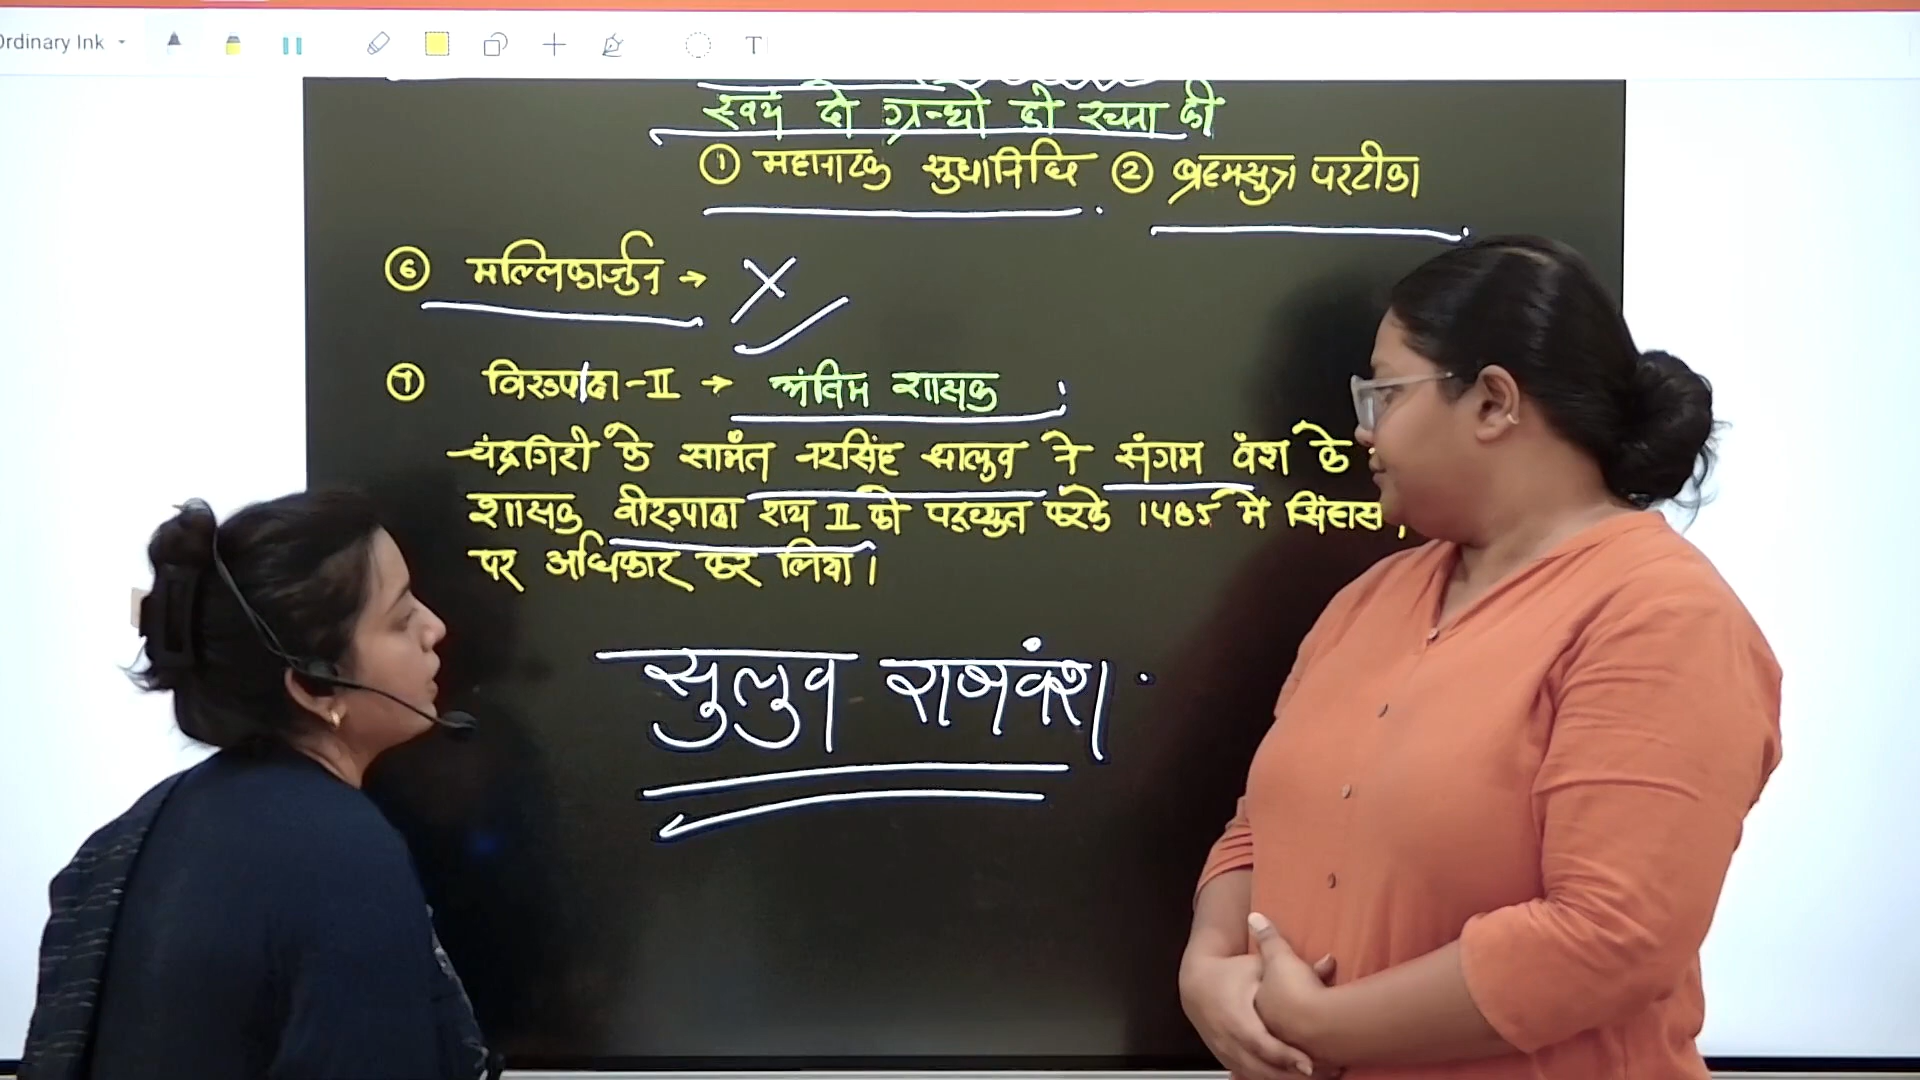 Ordinary Ink
T
स्वयं दो ग्रन्थो की रचना की
① महानाटक सुधानिधि ② ब्रह्मसुत्र परटीका
⑥ मल्लिकार्जुन →
⑦ विरुपाक्ष-II → अंतिम शासक
चंद्रगिरी के सामंत नरसिंह सालुव ने संगम वंश के
शासक वीरुपाक्ष राय II को पदच्युत करके 1485 में सिंहास
पर अधिकार कर लिया।
सुलुव राजवंश